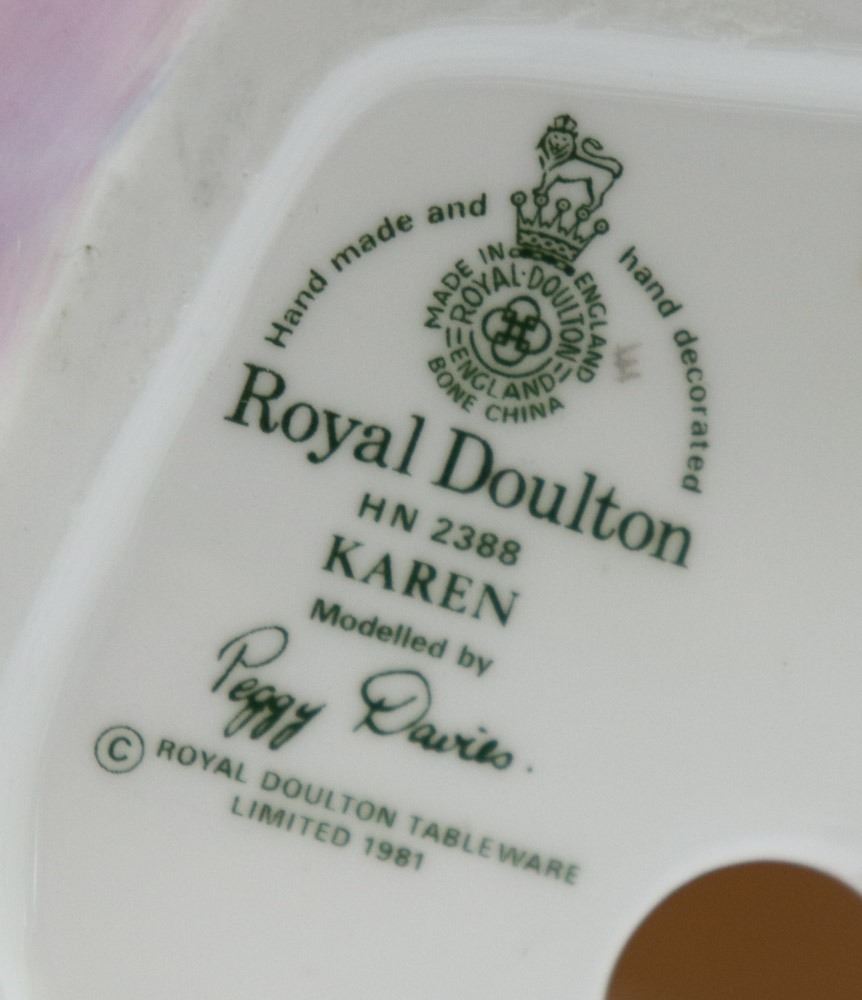 Hand made and hand decorated
MADE IN ENGLAND
ROYAL·DOULTON
ENGLAND
BONE CHINA
Royal Doulton
HN 2388
KAREN
Modelled by
Peggy Davies.
© ROYAL DOULTON TABLEWARE
LIMITED 1981